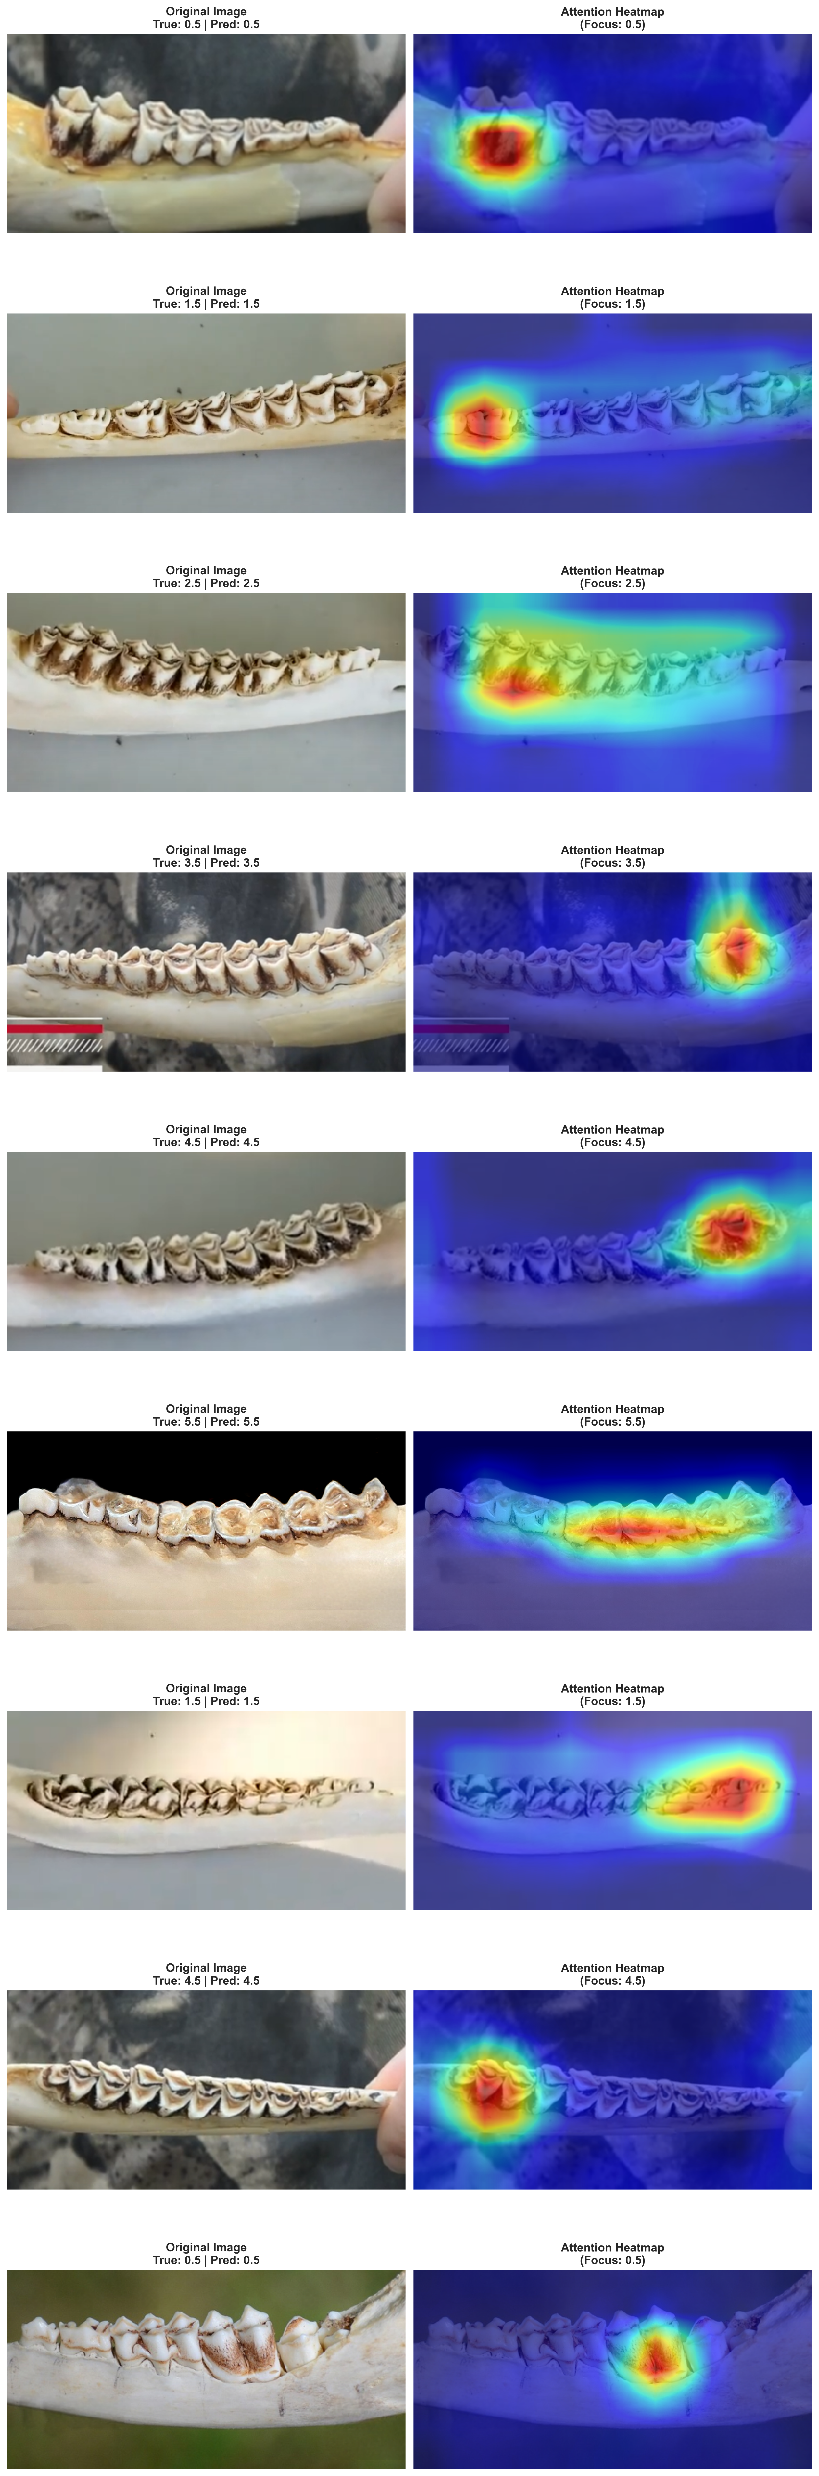 Original Image
True: 0.5 | Pred: 0.5
Attention Heatmap
(Focus: 0.5)
Original Image
True: 1.5 | Pred: 1.5
Attention Heatmap
(Focus: 1.5)
Original Image
True: 2.5 | Pred: 2.5
Attention Heatmap
(Focus: 2.5)
Original Image
True: 3.5 | Pred: 3.5
Attention Heatmap
(Focus: 3.5)
Original Image
True: 4.5 | Pred: 4.5
Attention Heatmap
(Focus: 4.5)
Original Image
True: 5.5 | Pred: 5.5
Attention Heatmap
(Focus: 5.5)
Original Image
True: 1.5 | Pred: 1.5
Attention Heatmap
(Focus: 1.5)
Original Image
True: 4.5 | Pred: 4.5
Attention Heatmap
(Focus: 4.5)
Original Image
True: 0.5 | Pred: 0.5
Attention Heatmap
(Focus: 0.5)